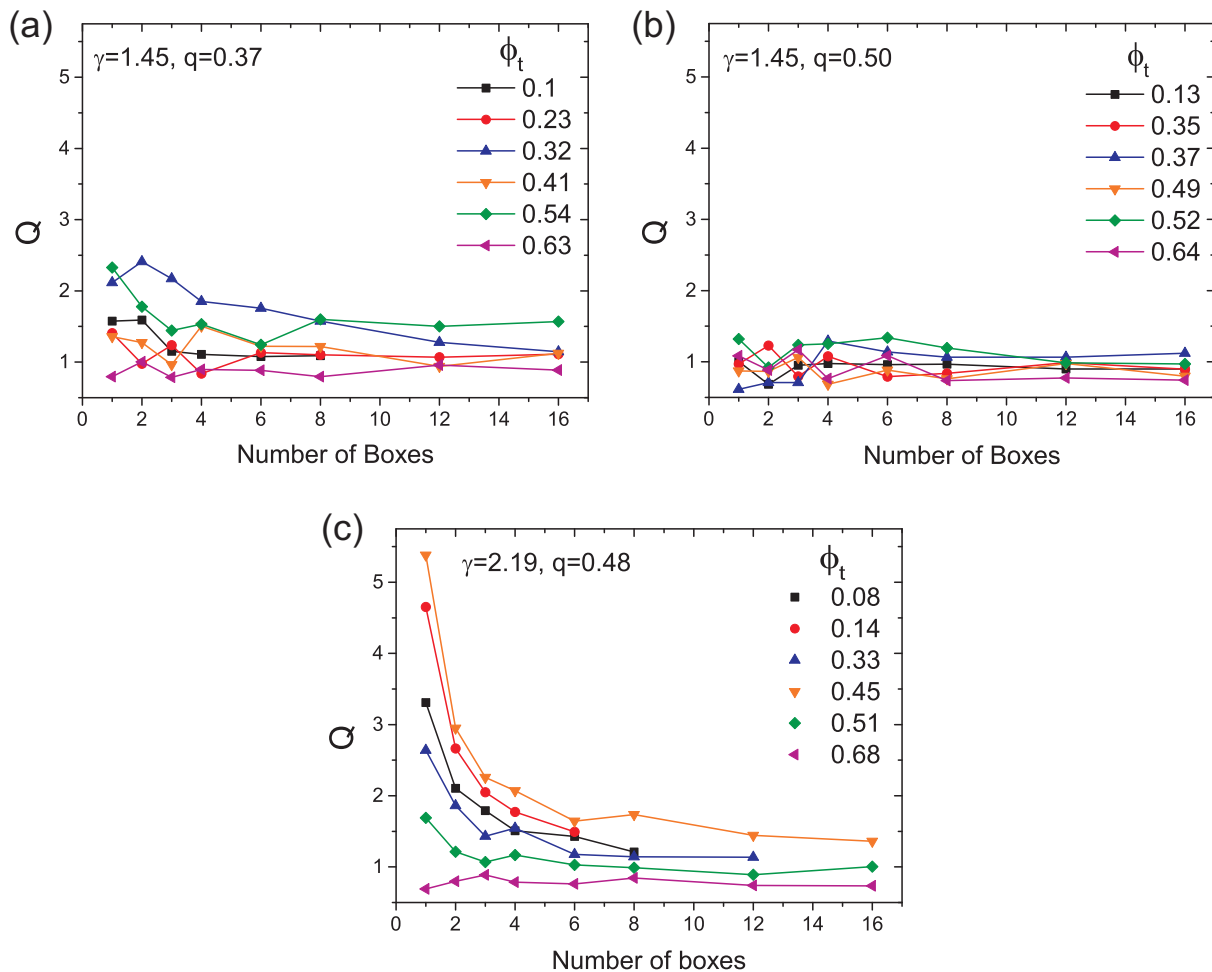 (a)
γ=1.45, q=0.37
ϕt
0.1
0.23
0.32
0.41
0.54
0.63
5
4
3
2
1
Q
0 2 4 6 8 10 12 14 16
Number of Boxes
(b)
γ=1.45, q=0.50
ϕt
0.13
0.35
0.37
0.49
0.52
0.64
5
4
3
2
1
Q
0 2 4 6 8 10 12 14 16
Number of Boxes
(c)
γ=2.19, q=0.48
ϕt
0.08
0.14
0.33
0.45
0.51
0.68
5
4
3
2
1
Q
0 2 4 6 8 10 12 14 16
Number of boxes